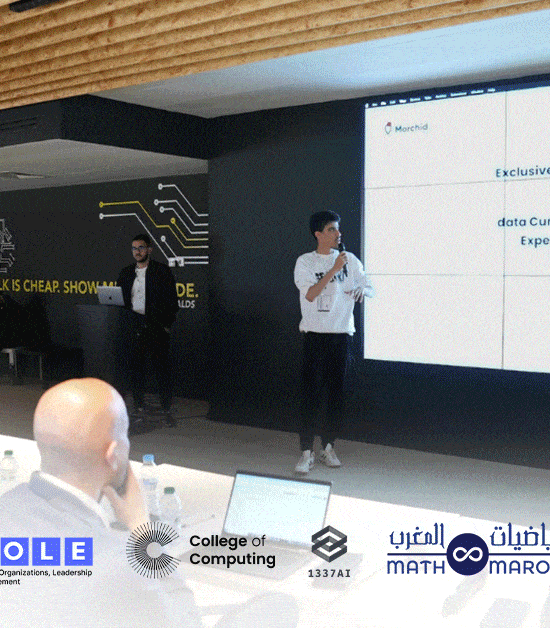 Morchid
Exclusive
data Cur
Expe
LK IS CHEAP. SHOW M DE.
ALDS
OLE
Organizations, Leadership
ement
College of
Computing
1337AI
ياضيات المغرب
MATH MARO